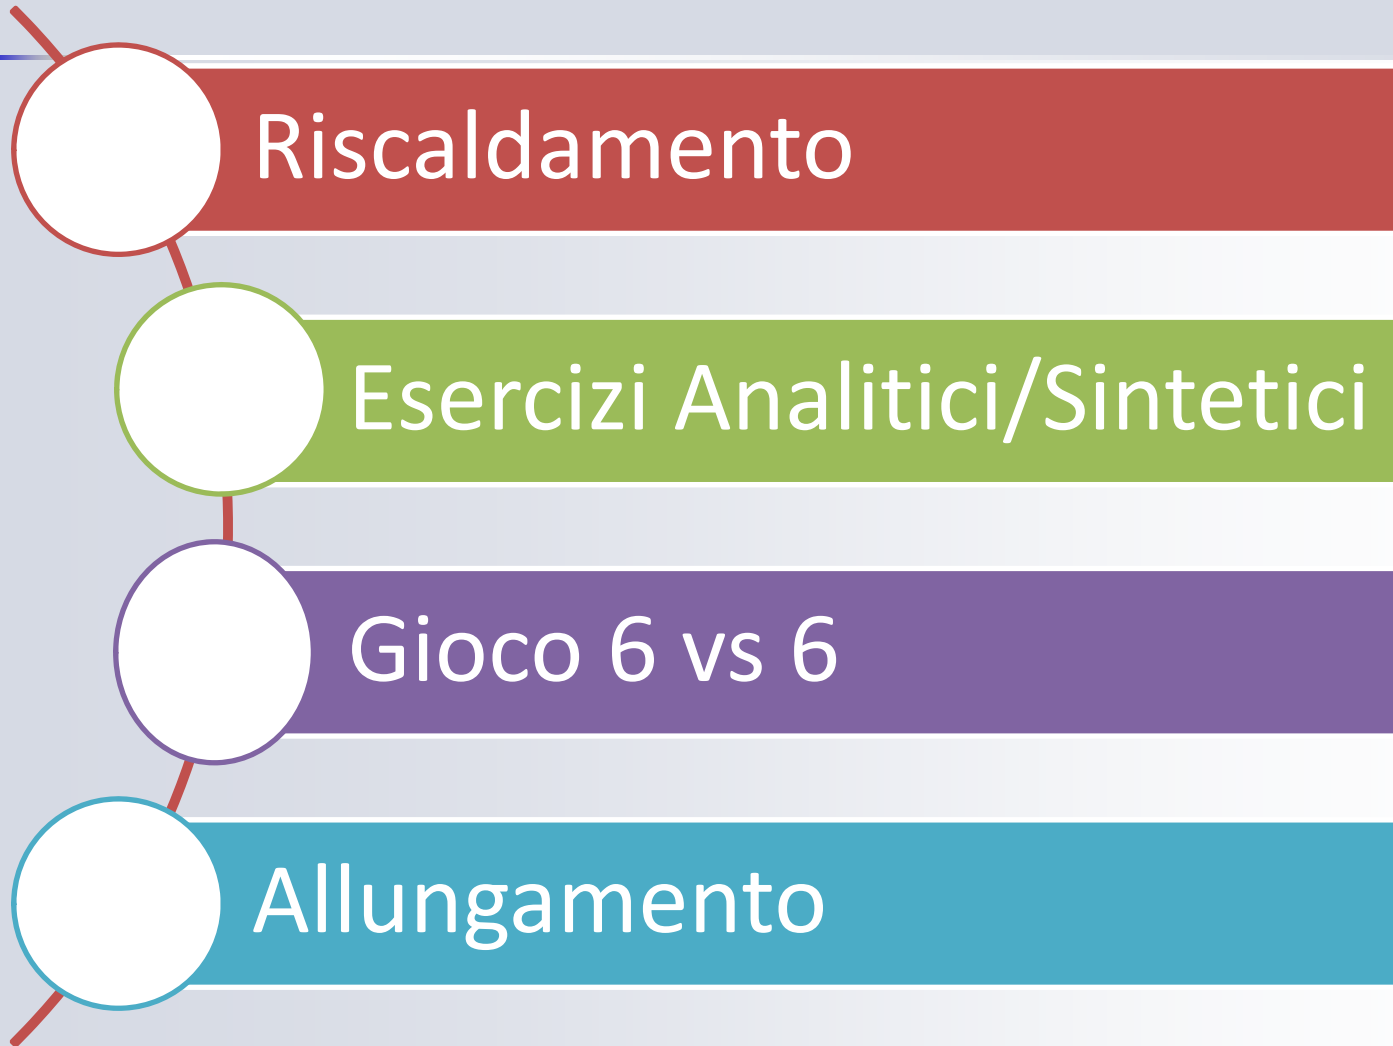 Riscaldamento
Esercizi Analitici/Sintetici
Gioco 6 vs 6
Allungamento